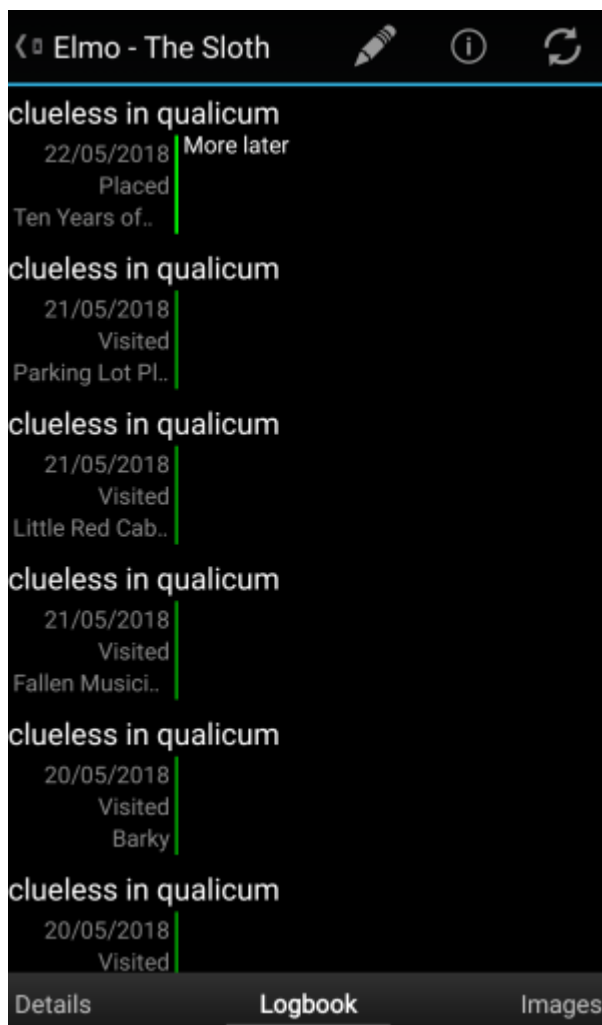 Elmo - The Sloth
clueless in qualicum
22/05/2018 More later
Placed
Ten Years of..
clueless in qualicum
21/05/2018
Visited
Parking Lot Pl..
clueless in qualicum
21/05/2018
Visited
Little Red Cab..
clueless in qualicum
21/05/2018
Visited
Fallen Musici..
clueless in qualicum
20/05/2018
Visited
Barky
clueless in qualicum
20/05/2018
Visited
Details Logbook Images